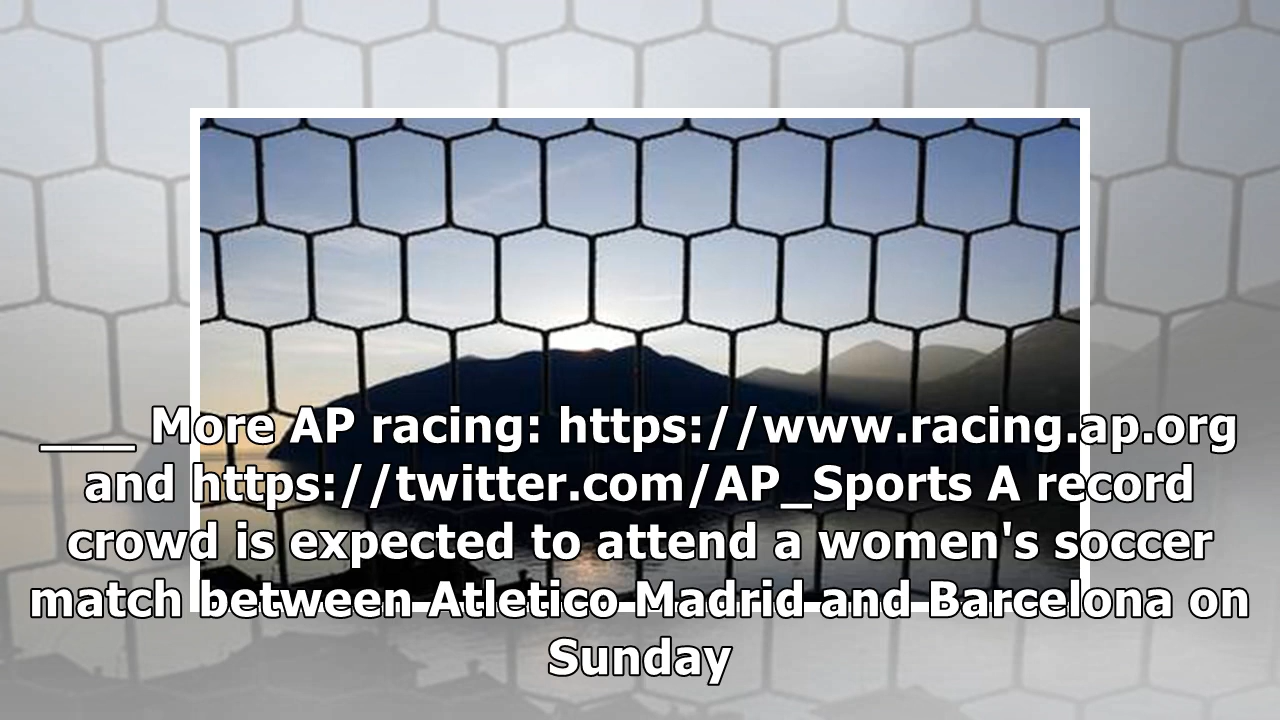 ___ More AP racing: https://www.racing.ap.org
and https://twitter.com/AP_Sports A record
crowd is expected to attend a women's soccer
match between Atletico Madrid and Barcelona on
Sunday